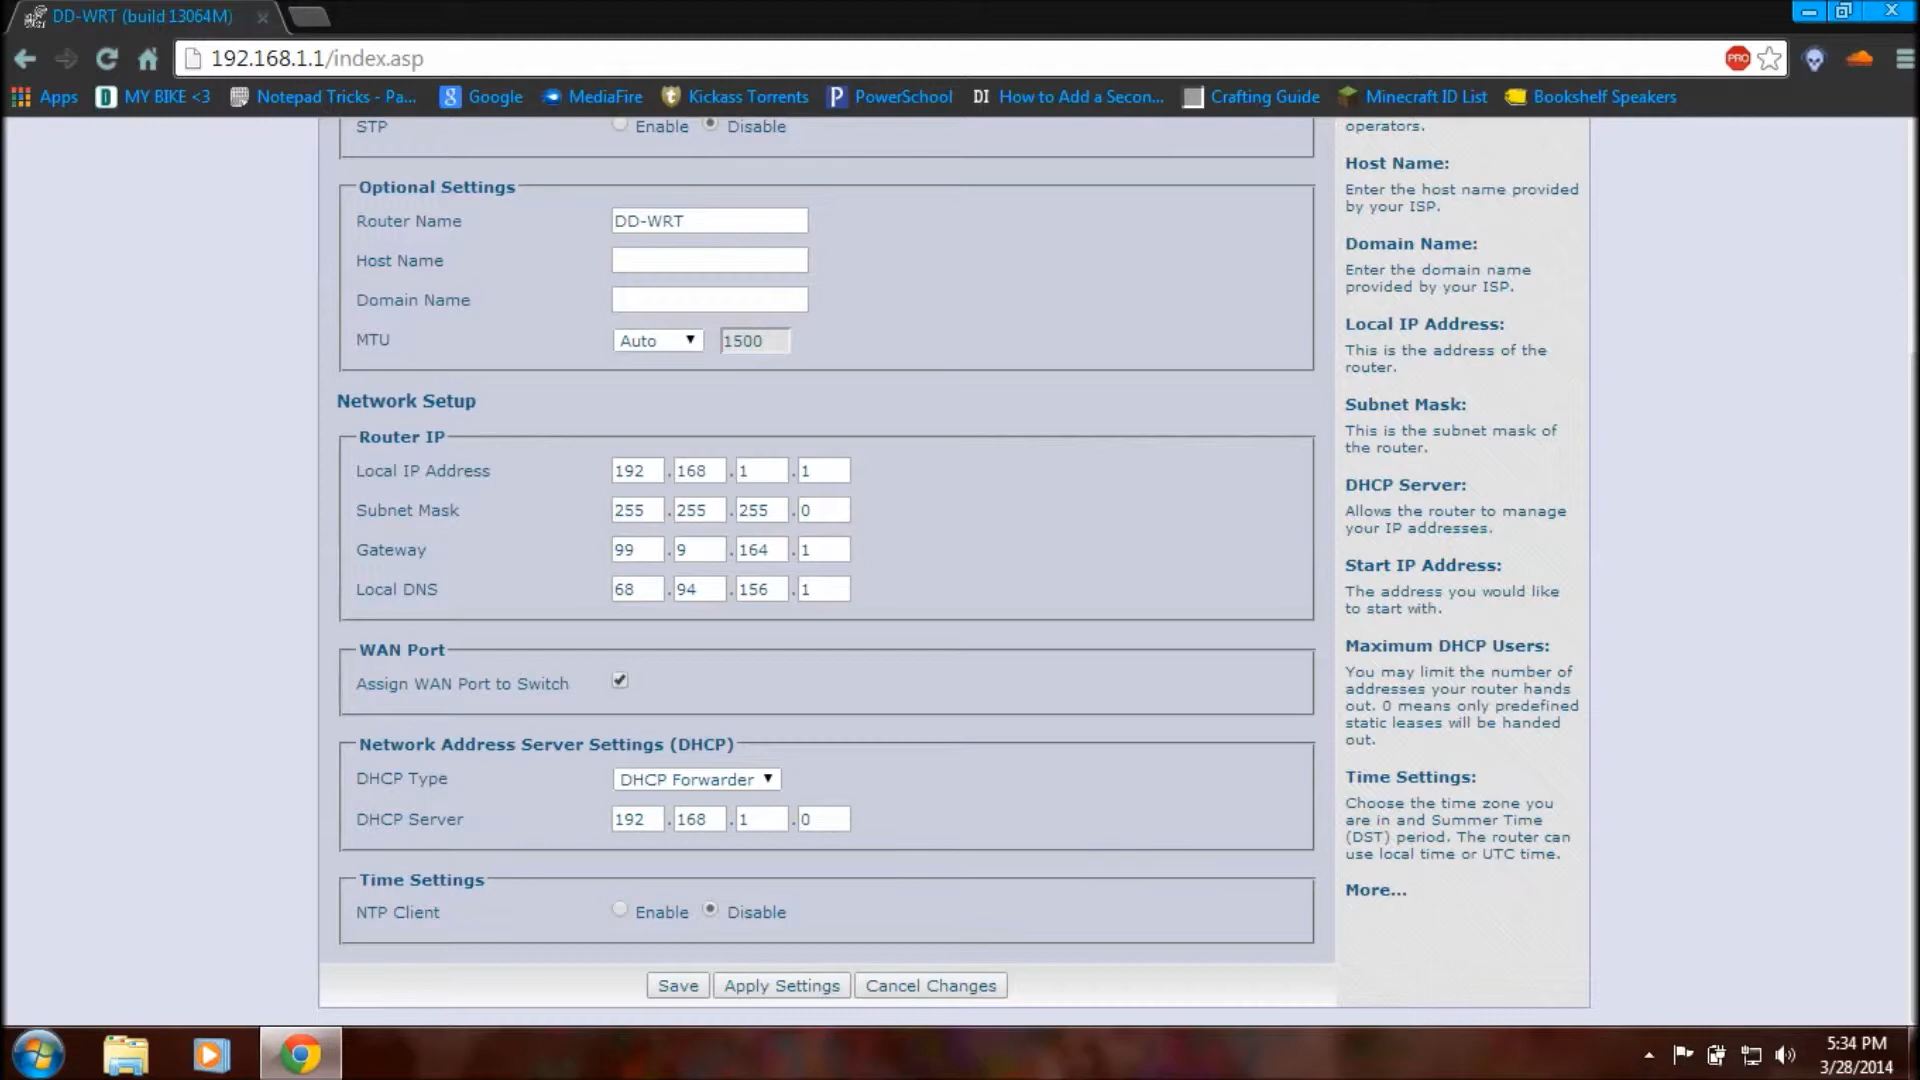 DD-WRT (build 13064M)
192.168.1.1/index.asp
PRO
Apps MY BIKE <3 Notepad Tricks - Pa... Google MediaFire Kickass Torrents PowerSchool DI How to Add a Secon... Crafting Guide Minecraft ID List Bookshelf Speakers
STP Enable Disable
Optional Settings
Router Name DD-WRT
Host Name
Domain Name
MTU Auto 1500
Network Setup
Router IP
Local IP Address 192 . 168 . 1 . 1
Subnet Mask 255 . 255 . 255 . 0
Gateway 99 . 9 . 164 . 1
Local DNS 68 . 94 . 156 . 1
WAN Port
Assign WAN Port to Switch
Network Address Server Settings (DHCP)
DHCP Type DHCP Forwarder
DHCP Server 192 . 168 . 1 . 0
Time Settings
NTP Client Enable Disable
Save Apply Settings Cancel Changes
operators.
Host Name:
Enter the host name provided
by your ISP.
Domain Name:
Enter the domain name
provided by your ISP.
Local IP Address:
This is the address of the
router.
Subnet Mask:
This is the subnet mask of
the router.
DHCP Server:
Allows the router to manage
your IP addresses.
Start IP Address:
The address you would like
to start with.
Maximum DHCP Users:
You may limit the number of
addresses your router hands
out. 0 means only predefined
static leases will be handed
out.
Time Settings:
Choose the time zone you
are in and Summer Time
(DST) period. The router can
use local time or UTC time.
More...
5:34 PM
3/28/2014